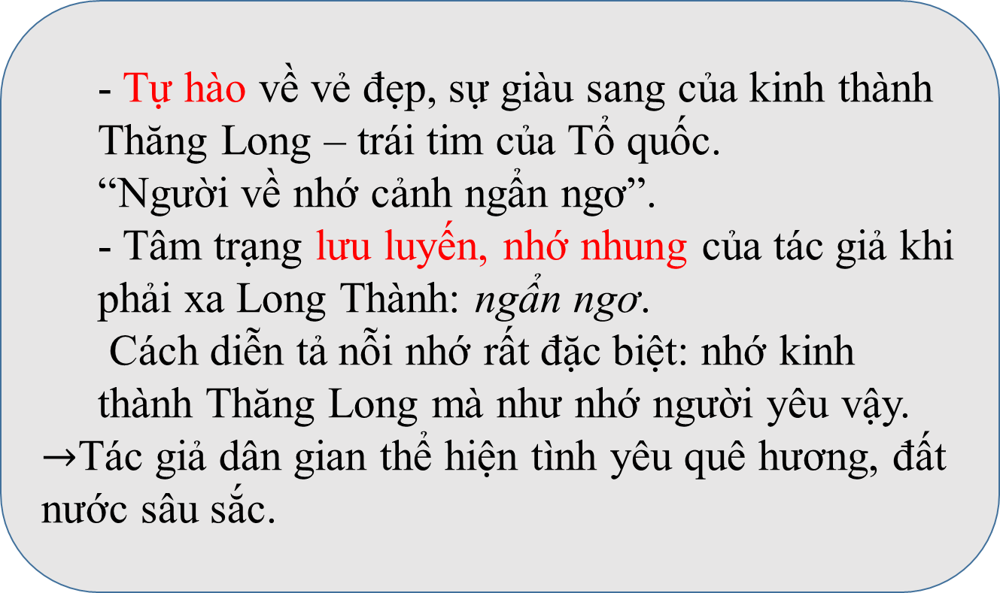 - Tự hào về vẻ đẹp, sự giàu sang của kinh thành
Thăng Long – trái tim của Tổ quốc.
“Người về nhớ cảnh ngẩn ngơ”.
- Tâm trạng lưu luyến, nhớ nhung của tác giả khi
phải xa Long Thành: ngẩn ngơ.
Cách diễn tả nỗi nhớ rất đặc biệt: nhớ kinh
thành Thăng Long mà như nhớ người yêu vậy.
→Tác giả dân gian thể hiện tình yêu quê hương, đất
nước sâu sắc.